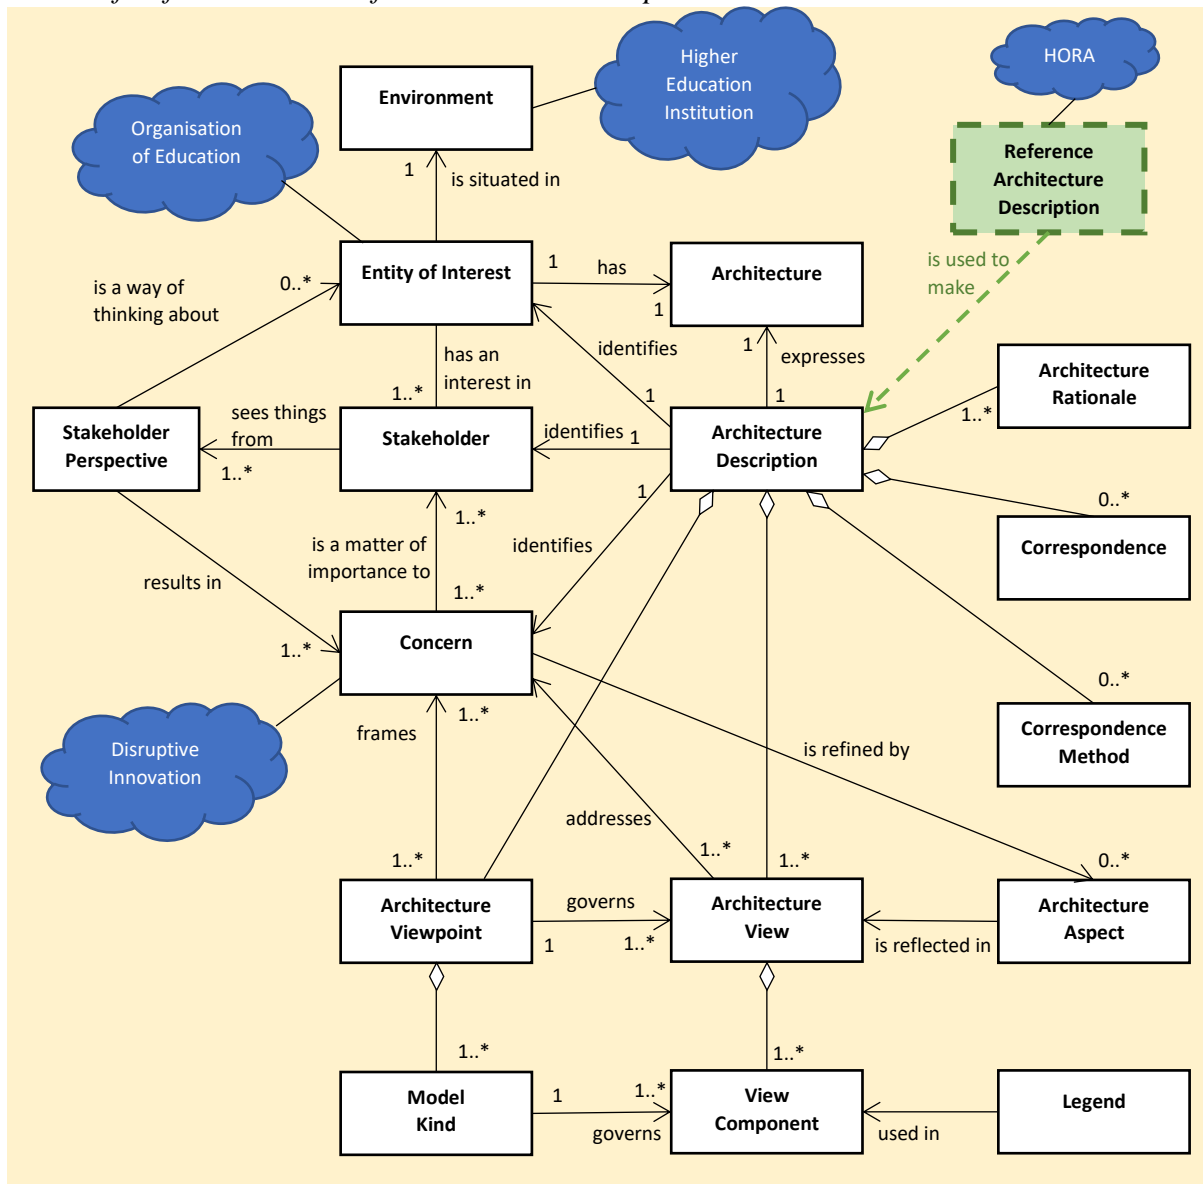 Higher
Education
Institution
HORA
Environment
Organisation
of Education
Reference
Architecture
Description
1
is situated in
is used to
make
Entity of Interest
1
has
1
Architecture
0..*
is a way of
thinking about
identifies
1
expresses
has an
interest in
1..*
1
1
Architecture
Rationale
1..*
sees things
from
1..*
Stakeholder
Perspective
Stakeholder
identifies
1
Architecture
Description
1
1..*
0..*
Correspondence
is a matter of
importance to
identifies
results in
1..*
1..*
Concern
1..*
frames
0..*
Correspondence
Method
is refined by
Disruptive
Innovation
addresses
1..*
1..*
1..*
0..*
Architecture
Viewpoint
governs
1
1..*
Architecture
View
is reflected in
Architecture
Aspect
1..*
1..*
Model
Kind
1
1..*
governs
View
Component
used in
Legend